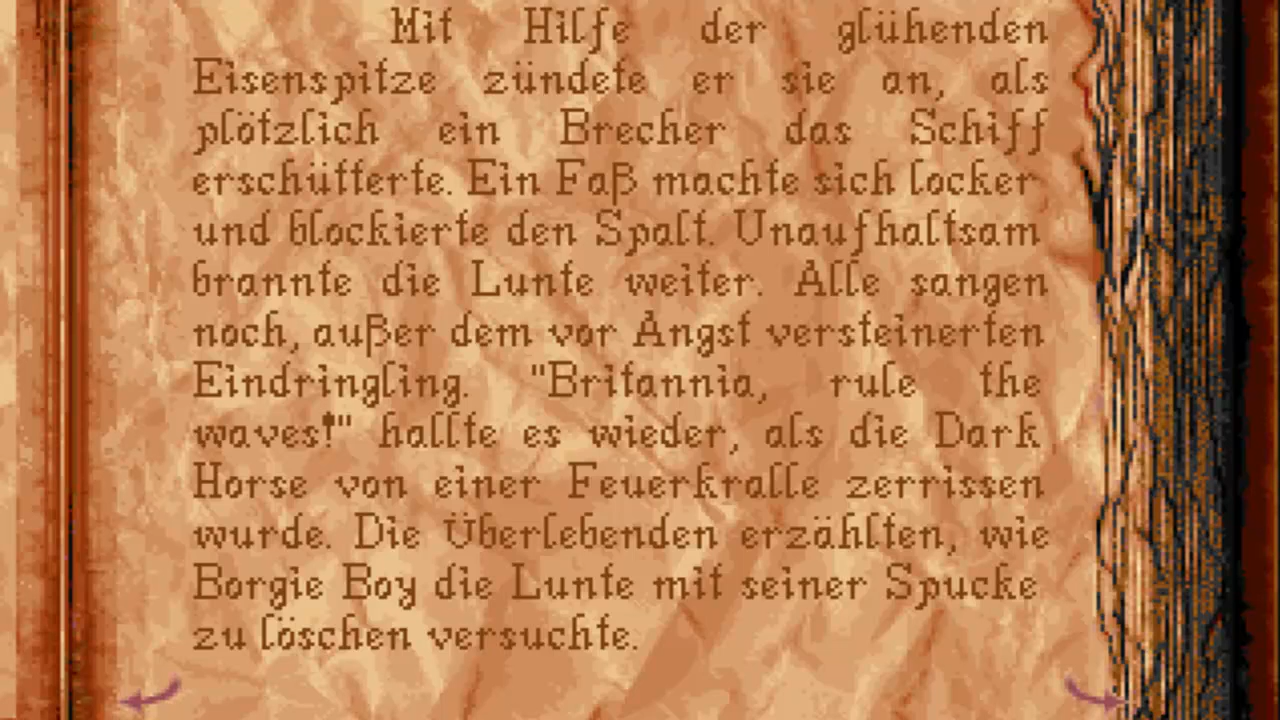 Mit Hilfe der glühenden
Eisenspitze zündete er sie an, als
plötzlich ein Brecher das Schiff
erschütterte. Ein Faß machte sich locker
und blockierte den Spalt. Unaufhaltsam
brannte die Lunte weiter. Alle sangen
noch, außer dem vor Angst versteinerten
Eindringling. "Britannia, rule the
waves!" hallte es wieder, als die Dark
Horse von einer Feuerkralle zerrissen
wurde. Die Überlebenden erzählten, wie
Borgie Boy die Lunte mit seiner Spucke
zu löschen versuchte.